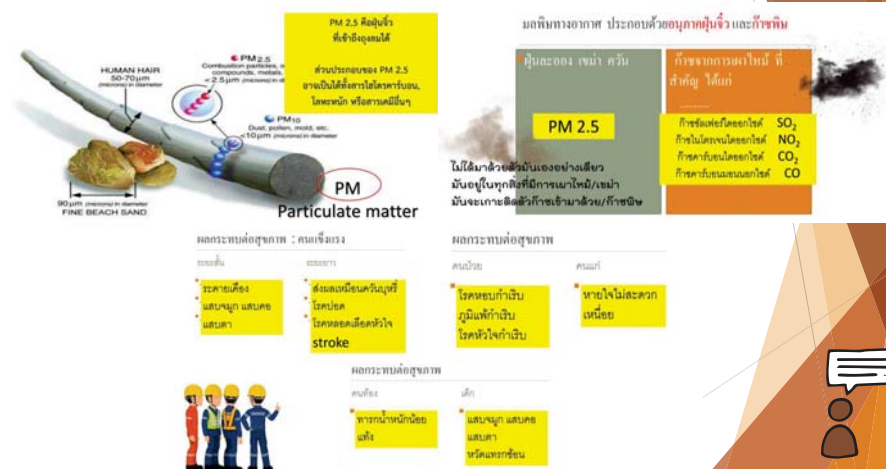 PM 2.5 คือฝุ่นจิ๋ว
ที่เข้าถึงถุงลมได้
ส่วนประกอบของ PM 2.5
อาจเป็นได้ทั้งสารไฮโดรคาร์บอน,
โลหะหนัก หรือสารเคมีอื่นๆ
HUMAN HAIR
50-70μm
(microns) in diameter
PM2.5
Combustion particles,
compounds, metals,
<2.5μm (microns) in
PM10
Dust, pollen, mold, etc.
<10μm (microns) in diameter
90μm (microns) in diameter
FINE BEACH SAND
PM
Particulate matter
มลพิษทางอากาศ ประกอบด้วยอนุภาคฝุ่นจิ๋ว และก๊าซพิษ
ฝุ่นละออง เขม่า ควัน
PM 2.5
ก๊าซจากการเผาไหม้ ที่
สำคัญ ได้แก่
..........
ก๊าซซัลเฟอร์ไดออกไซด์ SO2
ก๊าซไนโตรเจนไดออกไซด์ NO2
ก๊าซคาร์บอนไดออกไซด์ CO2
ก๊าซคาร์บอนมอนนอกไซด์ CO
ไม่ได้มาด้วยตัวมันเองอย่างเดียว
มันอยู่ในทุกสิ่งที่มีการเผาไหม้/เขม่า
มันจะเกาะติดตัวก๊าซเข้ามาด้วย/ก๊าซพิษ
ผลกระทบต่อสุขภาพ : คนแข็งแรง
ระยะสั้น
ระคายเคือง
แสบจมูก แสบคอ
แสบตา
ระยะยาว
ส่งผลเหมือนควันบุหรี่
โรคปอด
โรคหลอดเลือดหัวใจ
stroke
ผลกระทบต่อสุขภาพ
คนป่วย
โรคหอบกำเริบ
ภูมิแพ้กำเริบ
โรคหัวใจกำเริบ
คนแก่
หายใจไม่สะดวก
เหนื่อย
ผลกระทบต่อสุขภาพ
คนท้อง
ทารกน้ำหนักน้อย
แท้ง
เด็ก
แสบจมูก แสบคอ
แสบตา
หวัดแทรกซ้อน